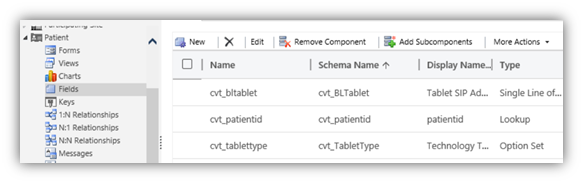 Patient
Forms
Views
Charts
Fields
Keys
1:N Relationships
N:1 Relationships
N:N Relationships
Messages
New Edit Remove Component Add Subcomponents More Actions
Name Schema Name Display Name... Type
cvt_bltablet cvt_BLTablet Tablet SIP Ad... Single Line of...
cvt_patientid cvt_patientid patientid Lookup
cvt_tablettype cvt_TabletType Technology T... Option Set